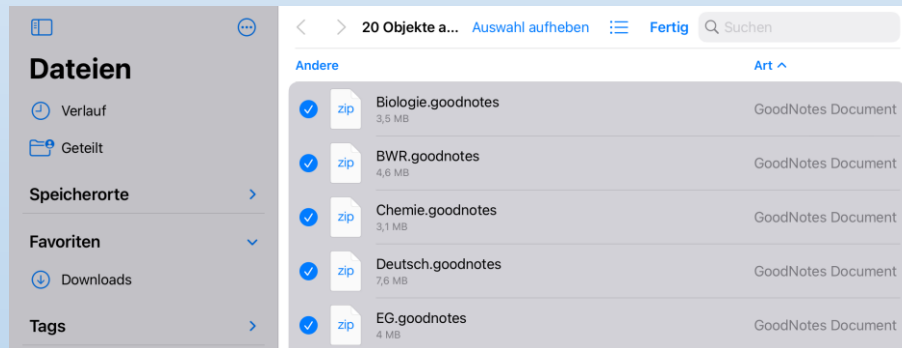 Dateien
Verlauf
Geteilt
Speicherorte
Favoriten
Downloads
Tags
20 Objekte a... Auswahl aufheben Fertig Suchen
Andere Art
zip Biologie.goodnotes GoodNotes Document
3,5 MB
zip BWR.goodnotes GoodNotes Document
4,6 MB
zip Chemie.goodnotes GoodNotes Document
3,1 MB
zip Deutsch.goodnotes GoodNotes Document
7,6 MB
zip EG.goodnotes GoodNotes Document
4 MB